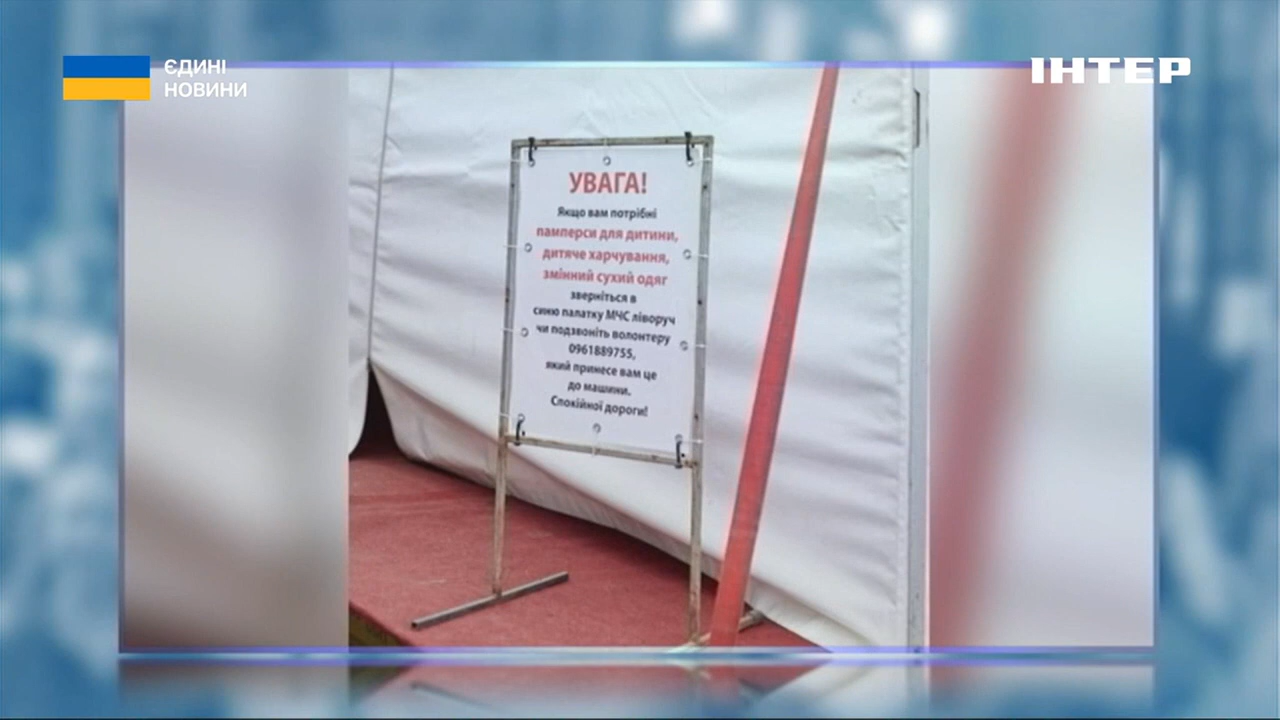 ЄДИНІ
НОВИНИ
ІНТЕР
УВАГА!
Якщо вам потрібні
памперси для дитини,
дитяче харчування,
змінний сухий одяг
зверніться в
синю палатку МЧС ліворуч
чи подзвоніть волонтеру
0961889755,
який принесе вам це
до машини.
Спокійної дороги!